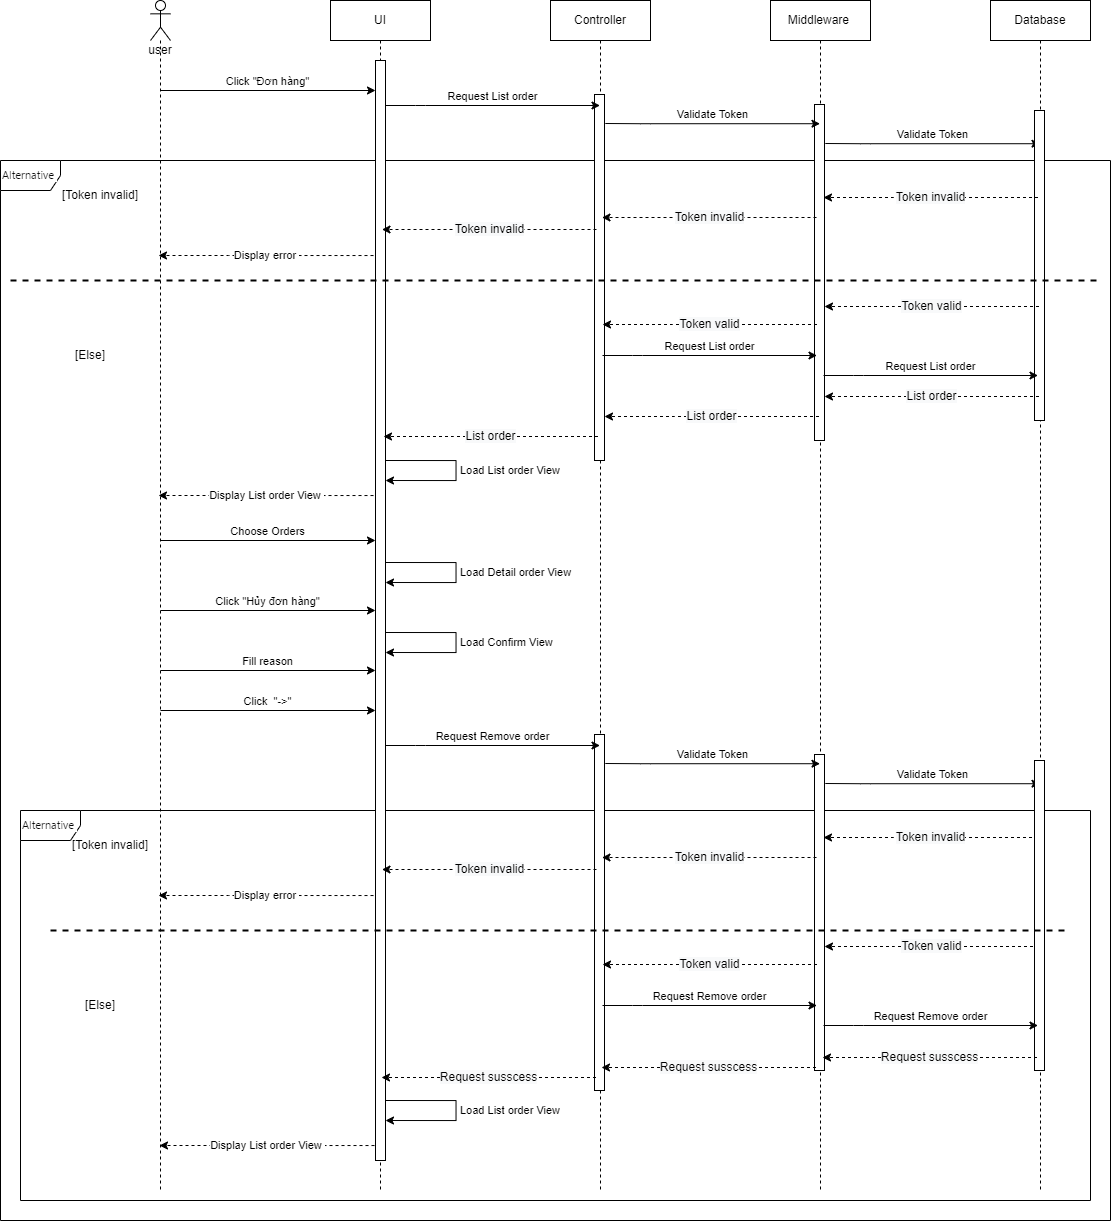 user
UI
Controller
Middleware
Database
Click "Đơn hàng"
Request List order
Validate Token
Validate Token
Alternative
[Token invalid]
Token invalid
Token invalid
Token invalid
Display error
Token valid
Token valid
[Else]
Request List order
Request List order
List order
List order
List order
Load List order View
Display List order View
Choose Orders
Load Detail order View
Click "Hủy đơn hàng"
Load Confirm View
Fill reason
Click "->"
Request Remove order
Validate Token
Validate Token
Alternative
[Token invalid]
Token invalid
Token invalid
Token invalid
Display error
Token valid
Token valid
[Else]
Request Remove order
Request Remove order
Request susscess
Request susscess
Request susscess
Load List order View
Display List order View